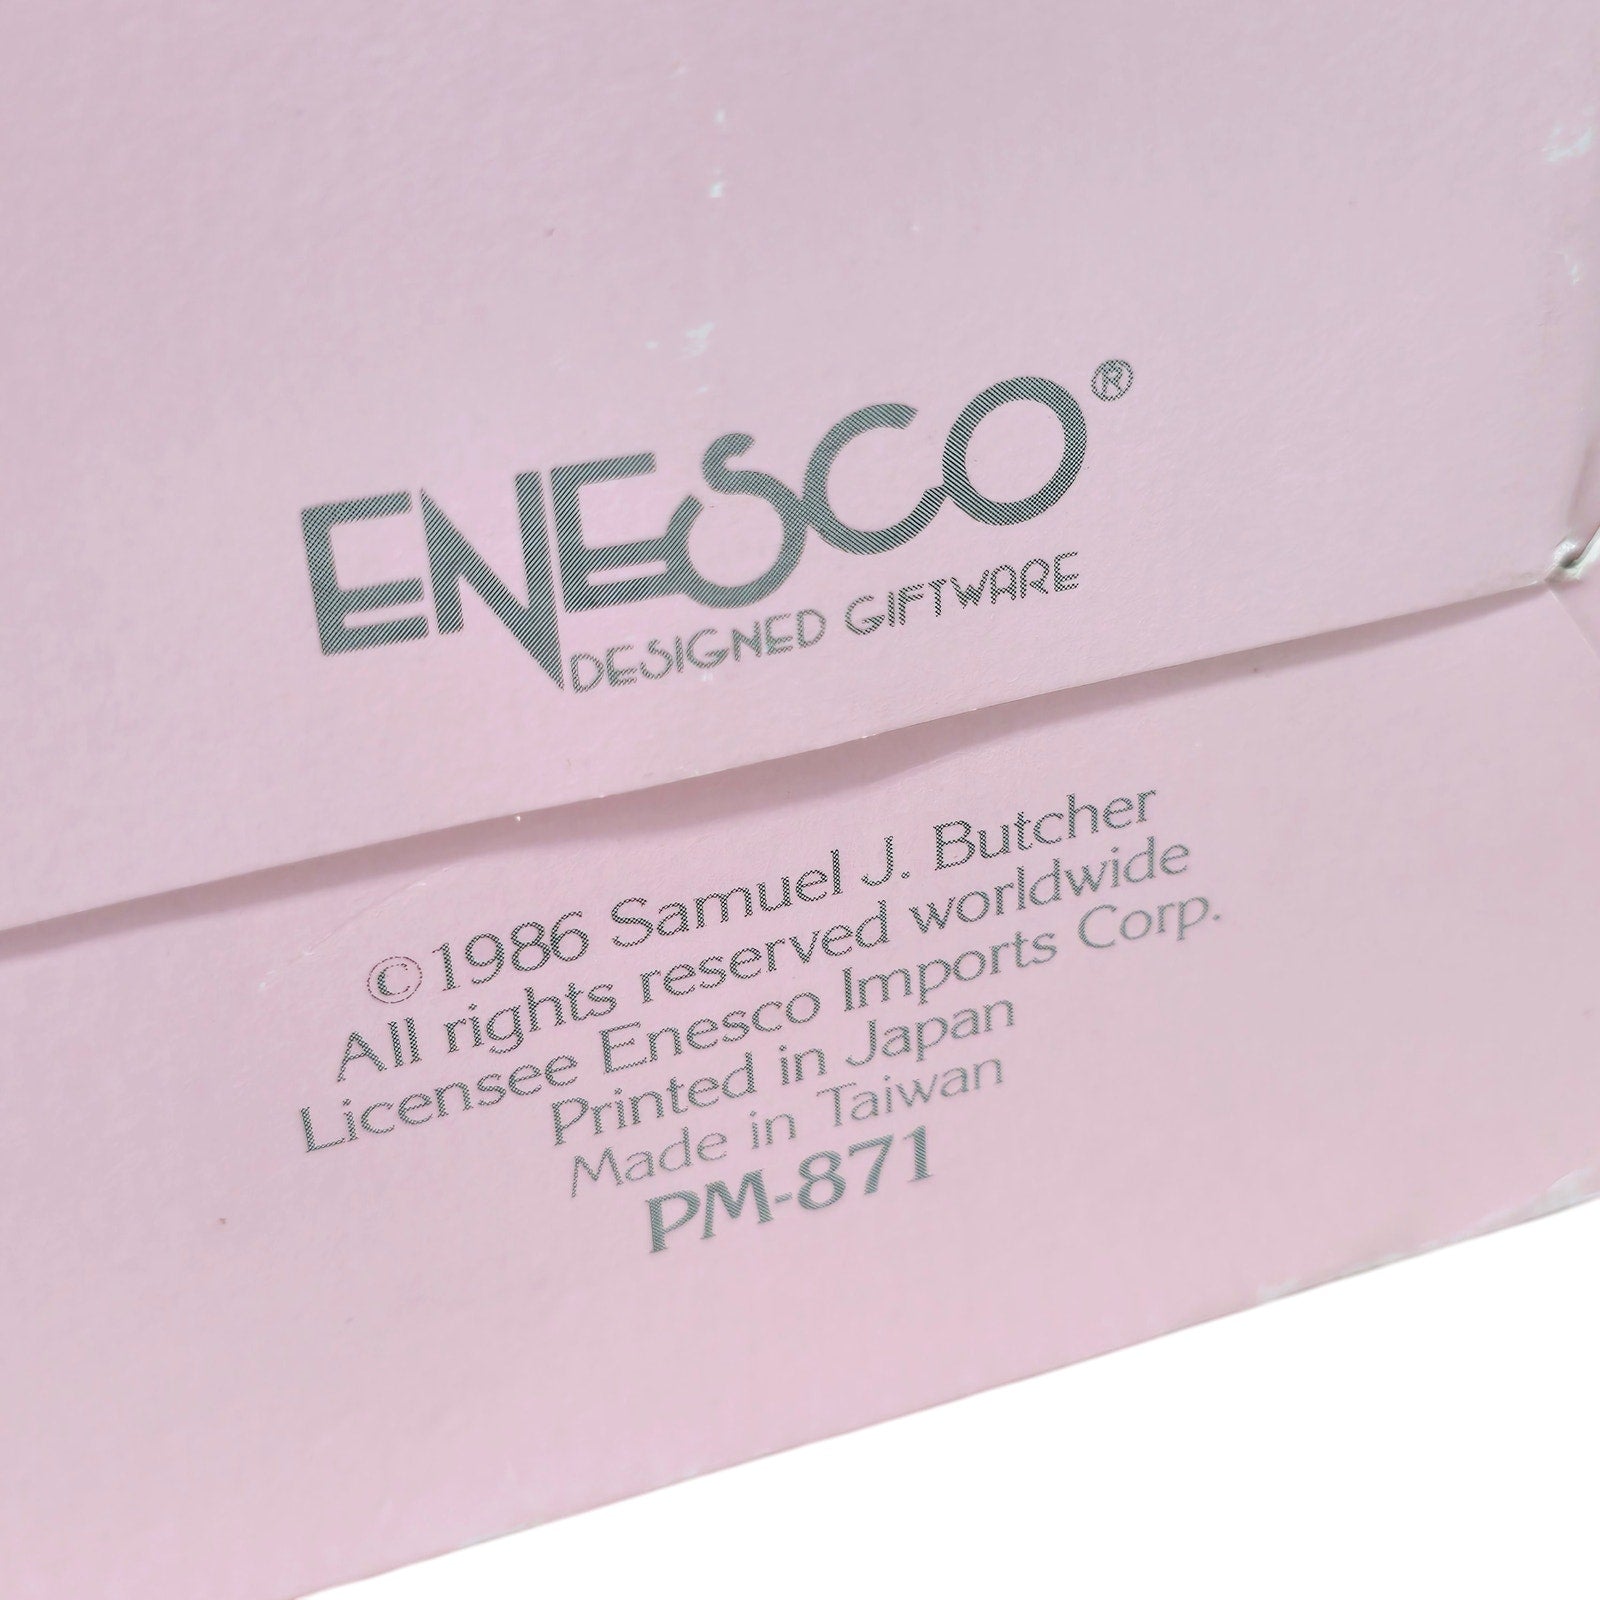 ENESCO®
DESIGNED GIFTWARE
©1986 Samuel J. Butcher
All rights reserved worldwide
Licensee Enesco Imports Corp.
Printed in Japan
Made in Taiwan
PM-871